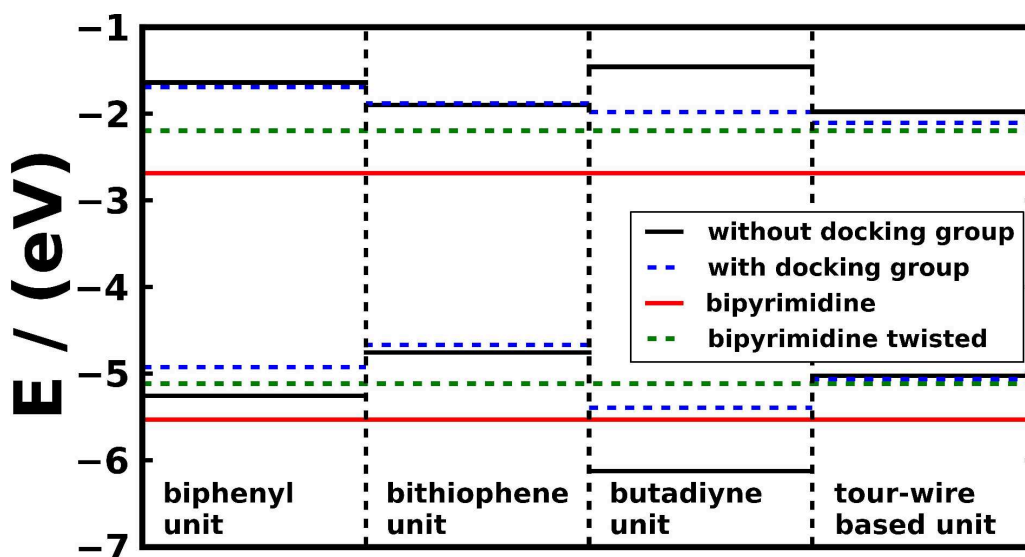 E / (eV)
−1
−2
−3
−4
−5
−6
−7
without docking group
with docking group
bipyrimidine
bipyrimidine twisted
biphenyl
unit
bithiophene
unit
butadiyne
unit
tour-wire
based unit